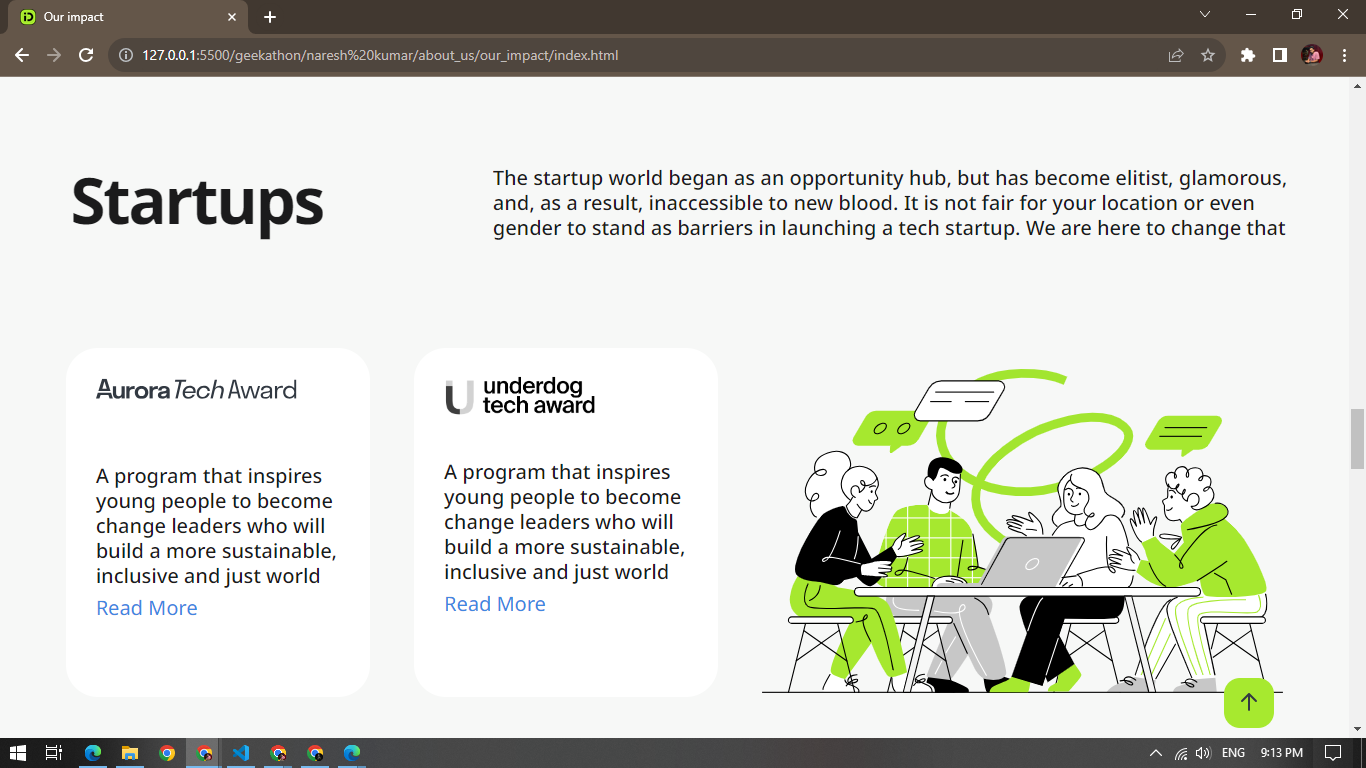 Our impact
127.0.0.1:5500/geekathon/naresh%20kumar/about_us/our_impact/index.html
Startups
The startup world began as an opportunity hub, but has become elitist, glamorous,
and, as a result, inaccessible to new blood. It is not fair for your location or even
gender to stand as barriers in launching a tech startup. We are here to change that
Aurora Tech Award
A program that inspires
young people to become
change leaders who will
build a more sustainable,
inclusive and just world
Read More
underdog
tech award
A program that inspires
young people to become
change leaders who will
build a more sustainable,
inclusive and just world
Read More
ENG
9:13 PM